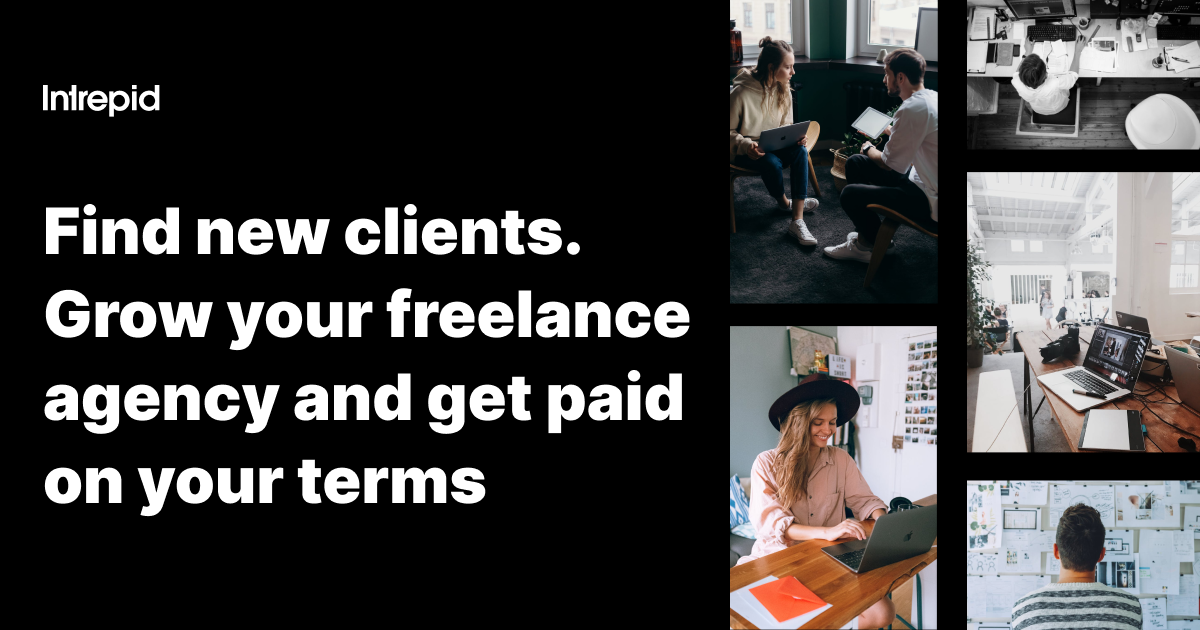 Intrepid
Find new clients.
Grow your freelance
agency and get paid
on your terms